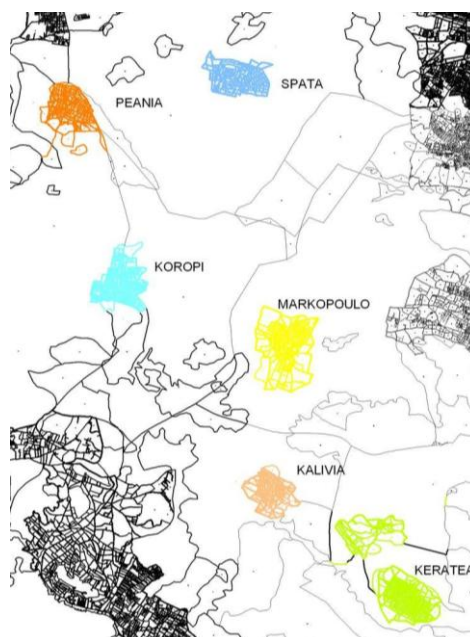 SPATA
PEANIA
KOROPI
MARKOPOULO
KALIVIA
KERATEA